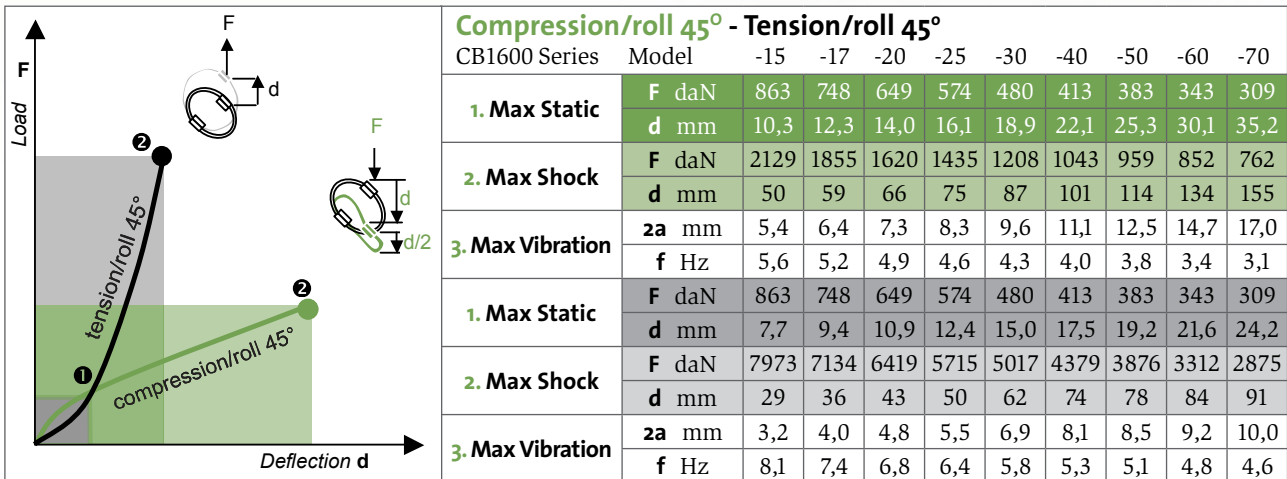 F
Load
F
d
❷
F
d
d/2
tension/roll 45°
❷
❶
compression/roll 45°
Deflection d
Compression/roll 45° - Tension/roll 45°
CB1600 Series Model -15 -17 -20 -25 -30 -40 -50 -60 -70
1. Max Static
F daN 863 748 649 574 480 413 383 343 309
d mm 10,3 12,3 14,0 16,1 18,9 22,1 25,3 30,1 35,2
2. Max Shock
F daN 2129 1855 1620 1435 1208 1043 959 852 762
d mm 50 59 66 75 87 101 114 134 155
3. Max Vibration
2a mm 5,4 6,4 7,3 8,3 9,6 11,1 12,5 14,7 17,0
f Hz 5,6 5,2 4,9 4,6 4,3 4,0 3,8 3,4 3,1
1. Max Static
F daN 863 748 649 574 480 413 383 343 309
d mm 7,7 9,4 10,9 12,4 15,0 17,5 19,2 21,6 24,2
2. Max Shock
F daN 7973 7134 6419 5715 5017 4379 3876 3312 2875
d mm 29 36 43 50 62 74 78 84 91
3. Max Vibration
2a mm 3,2 4,0 4,8 5,5 6,9 8,1 8,5 9,2 10,0
f Hz 8,1 7,4 6,8 6,4 5,8 5,3 5,1 4,8 4,6